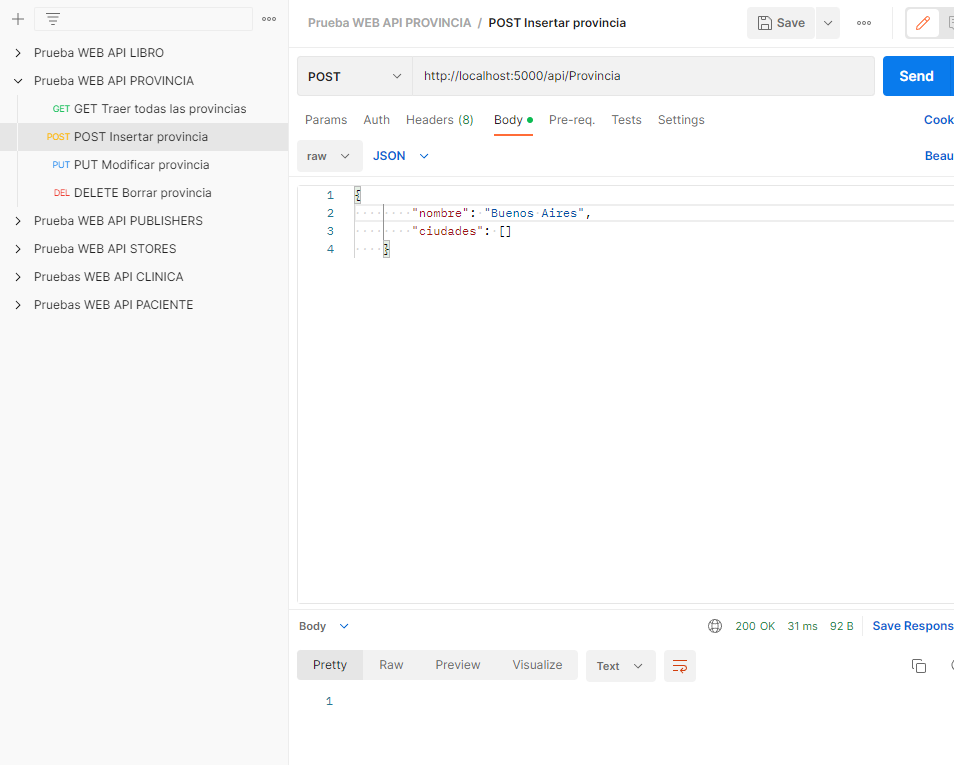 Prueba WEB API PROVINCIA / POST Insertar provincia
Save
Prueba WEB API LIBRO
Prueba WEB API PROVINCIA
GET GET Traer todas las provincias
POST POST Insertar provincia
PUT PUT Modificar provincia
DEL DELETE Borrar provincia
Prueba WEB API PUBLISHERS
Prueba WEB API STORES
Pruebas WEB API CLINICA
Pruebas WEB API PACIENTE
POST http://localhost:5000/api/Provincia Send
Params Auth Headers (8) Body Pre-req. Tests Settings Cook
raw JSON Beau
1 {
2 "nombre": "Buenos Aires",
3 "ciudades": []
4 }
Body 200 OK 31 ms 92 B Save Respons
Pretty Raw Preview Visualize Text
1